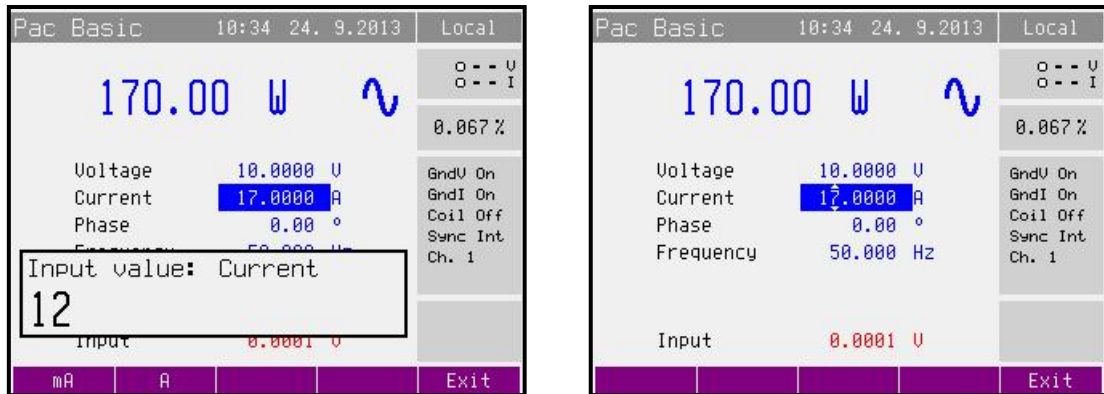 Pac Basic 10:34 24. 9.2013 Local
170.00 W
o - - V
o - - I
0.067 %
Voltage 10.0000 V
Current 17.0000 A
Phase 0.00 °
Frequency 50.000 Hz
GndV On
GndI On
Coil Off
Sync Int
Ch. 1
Input value: Current
12
Input 0.0001 V
mA A Exit
Pac Basic 10:34 24. 9.2013 Local
170.00 W
o - - V
o - - I
0.067 %
Voltage 10.0000 V
Current 17.0000 A
Phase 0.00 °
Frequency 50.000 Hz
GndV On
GndI On
Coil Off
Sync Int
Ch. 1
Input 0.0001 V
Exit